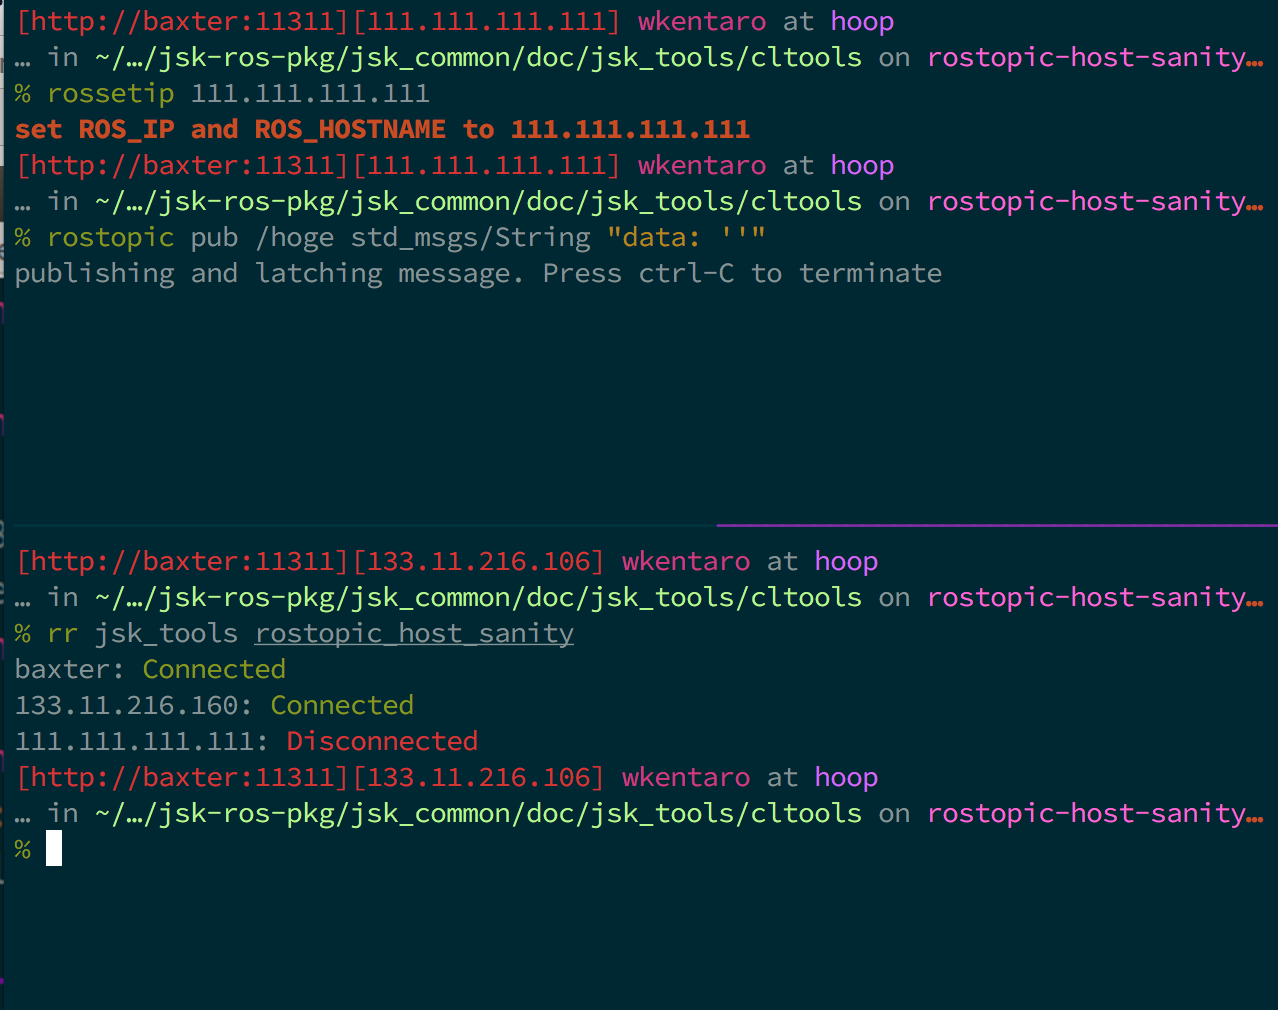 [http://baxter:11311][111.111.111.111] wkentaro at hoop
… in ~/…/jsk-ros-pkg/jsk_common/doc/jsk_tools/cltools on rostopic-host-sanity…
% rossetip 111.111.111.111
set ROS_IP and ROS_HOSTNAME to 111.111.111.111
[http://baxter:11311][111.111.111.111] wkentaro at hoop
… in ~/…/jsk-ros-pkg/jsk_common/doc/jsk_tools/cltools on rostopic-host-sanity…
% rostopic pub /hoge std_msgs/String "data: ''"
publishing and latching message. Press ctrl-C to terminate
[http://baxter:11311][133.11.216.106] wkentaro at hoop
… in ~/…/jsk-ros-pkg/jsk_common/doc/jsk_tools/cltools on rostopic-host-sanity…
% rr jsk_tools rostopic_host_sanity
baxter: Connected
133.11.216.160: Connected
111.111.111.111: Disconnected
[http://baxter:11311][133.11.216.106] wkentaro at hoop
… in ~/…/jsk-ros-pkg/jsk_common/doc/jsk_tools/cltools on rostopic-host-sanity…
%